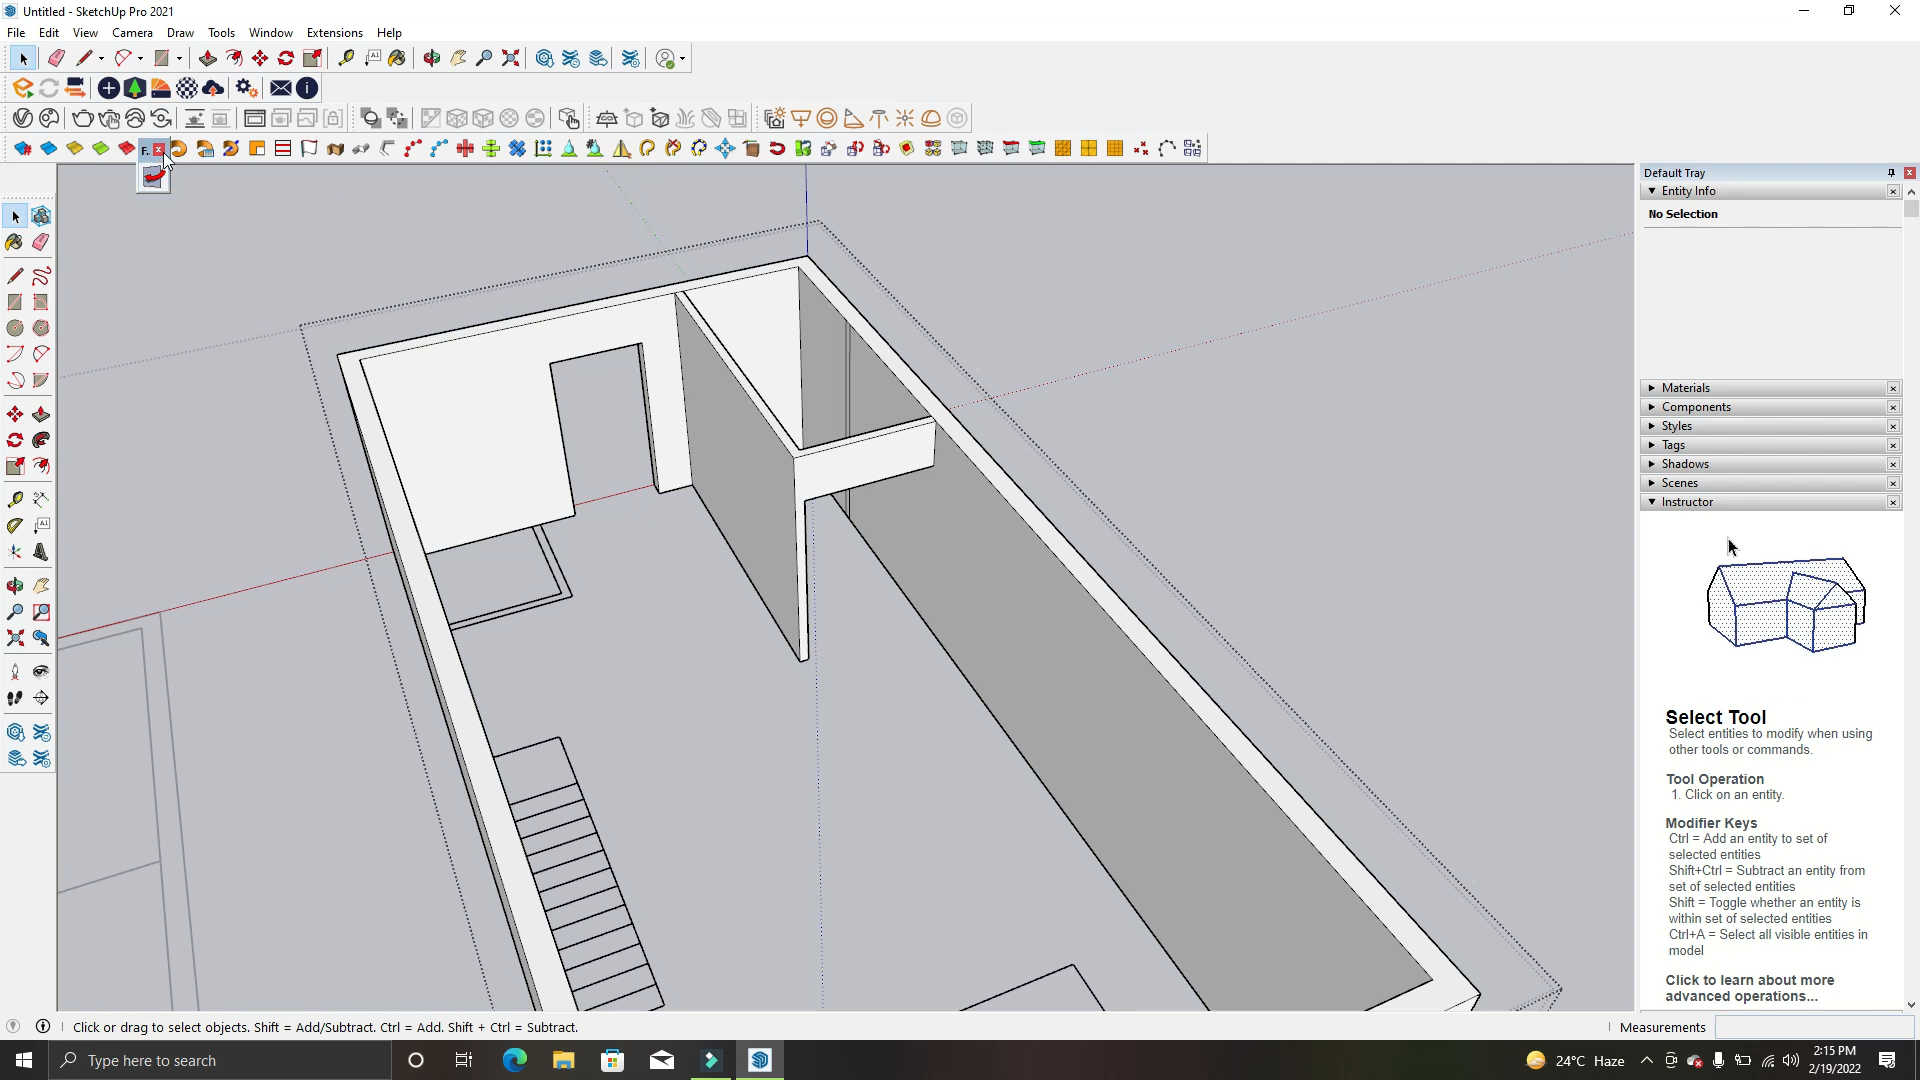 Untitled - SketchUp Pro 2021
File Edit View Camera Draw Tools Window Extensions Help
F.
Default Tray
Entity Info
No Selection
Materials
Components
Styles
Tags
Shadows
Scenes
Instructor
Select Tool
Select entities to modify when using
other tools or commands.
Tool Operation
1. Click on an entity.
Modifier Keys
Ctrl = Add an entity to set of
selected entities
Shift+Ctrl = Subtract an entity from
set of selected entities
Shift = Toggle whether an entity is
within set of selected entities
Ctrl+A = Select all visible entities in
model
Click to learn about more
advanced operations...
Click or drag to select objects. Shift = Add/Subtract. Ctrl = Add. Shift + Ctrl = Subtract.
Measurements
Type here to search
24°C Haze
2:15 PM
2/19/2022